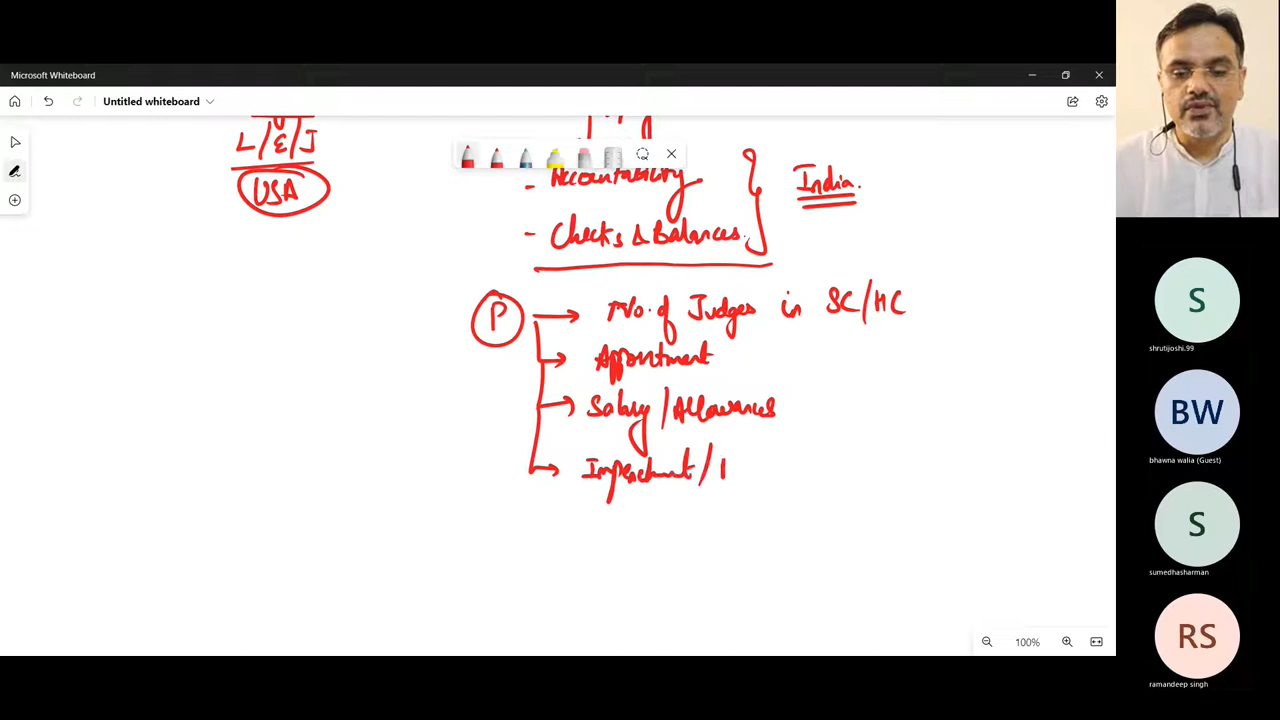 Microsoft Whiteboard
Untitled whiteboard
L/E/J
USA
- Accountability
India
- Checks & Balances
P → No. of Judges in SC/HC
→ Appointment
→ Salary / Allowances
→ Impeachment /
100%
S
shrutijoshi.99
BW
bhawna walia (Guest)
S
sumedhasharman
RS
ramandeep singh